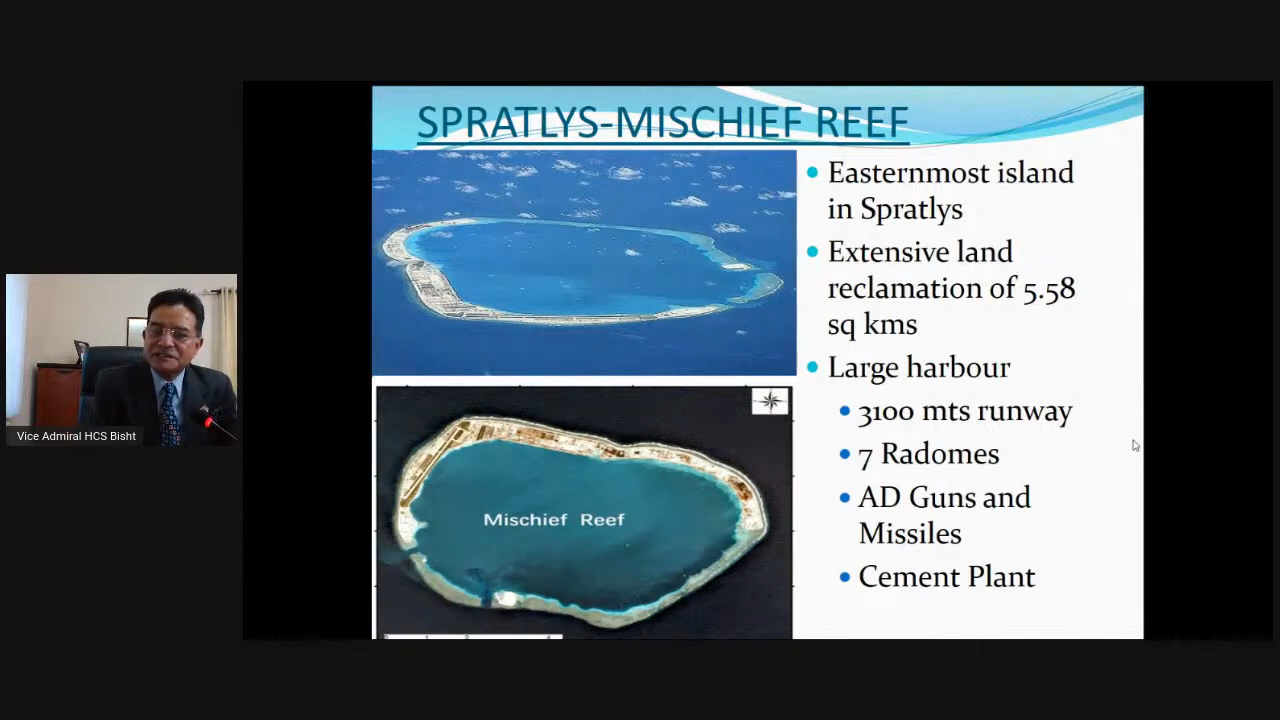 SPRATLYS-MISCHIEF REEF
Easternmost island
in Spratlys
Extensive land
reclamation of 5.58
sq kms
Large harbour
3100 mts runway
7 Radomes
AD Guns and
Missiles
Cement Plant
Mischief Reef
Vice Admiral HCS Bisht